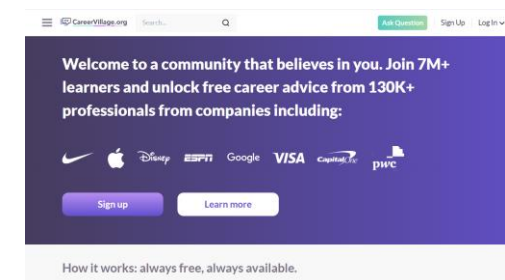 CareerVillage.org Search... Ask Question Sign Up Log In
Welcome to a community that believes in you. Join 7M+
learners and unlock free career advice from 130K+
professionals from companies including:
Disney ESPN Google VISA Capital One pwc
Sign up Learn more
How it works: always free, always available.